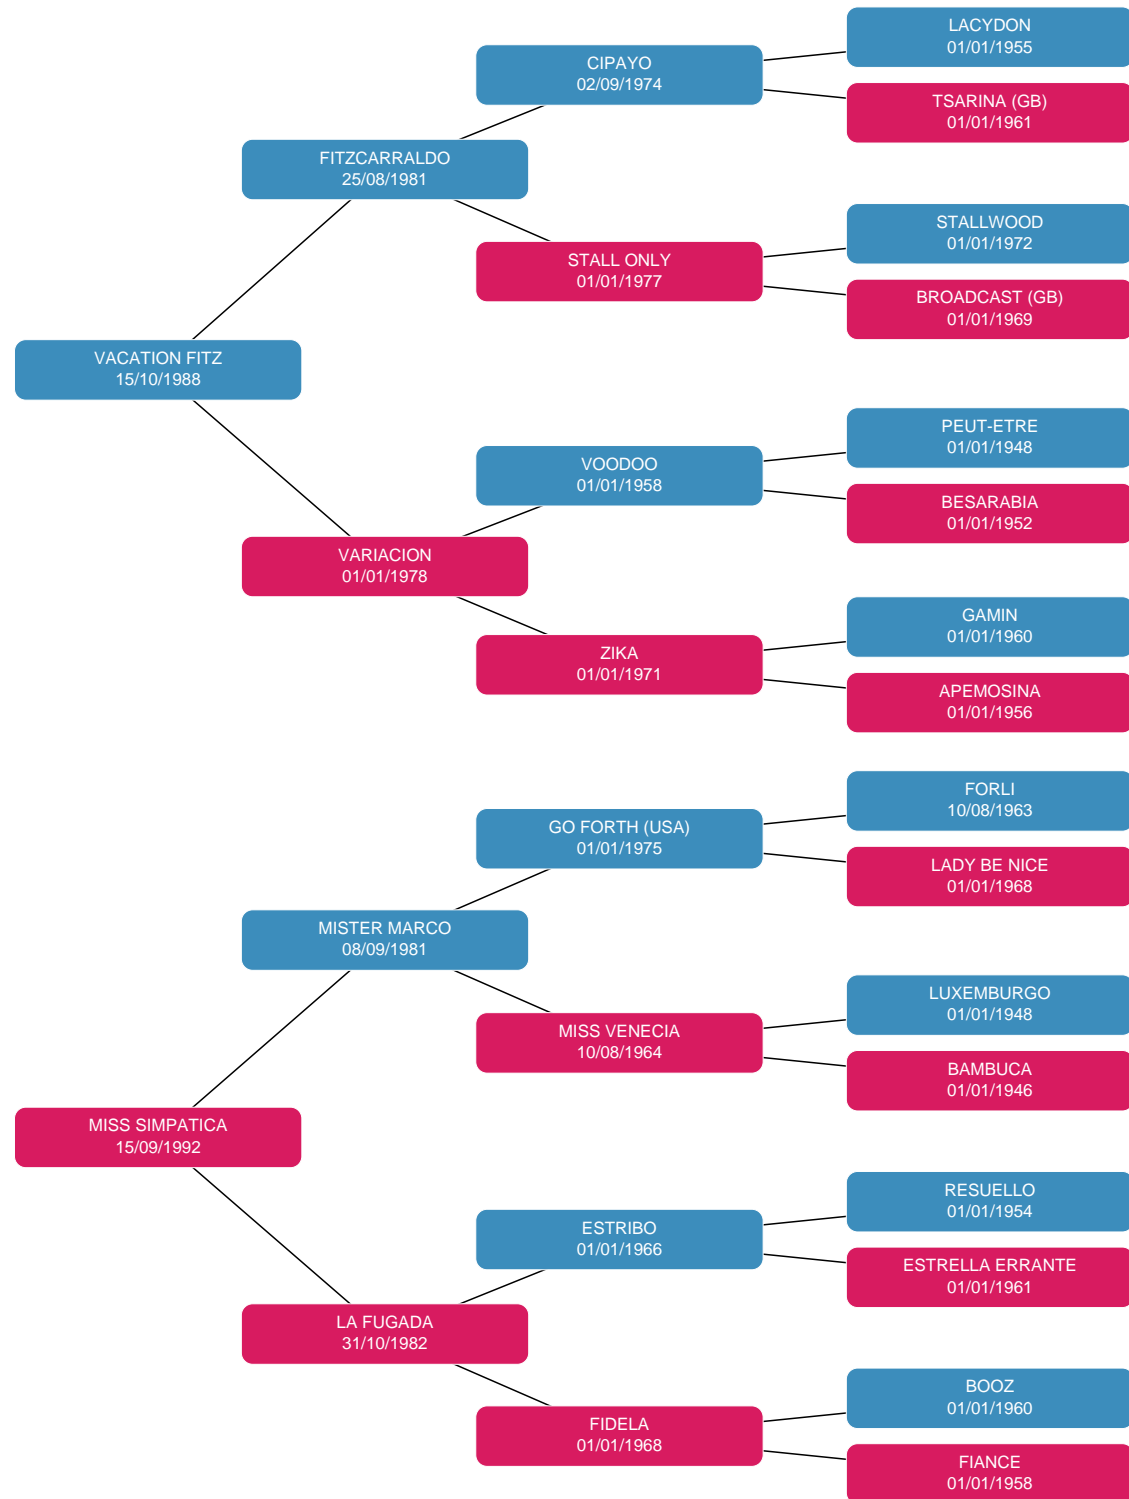 LACYDON
01/01/1955
CIPAYO
02/09/1974
TSARINA (GB)
01/01/1961
FITZCARRALDO
25/08/1981
STALLWOOD
01/01/1972
STALL ONLY
01/01/1977
BROADCAST (GB)
01/01/1969
VACATION FITZ
15/10/1988
PEUT-ETRE
01/01/1948
VOODOO
01/01/1958
BESARABIA
01/01/1952
VARIACION
01/01/1978
GAMIN
01/01/1960
ZIKA
01/01/1971
APEMOSINA
01/01/1956
FORLI
10/08/1963
GO FORTH (USA)
01/01/1975
LADY BE NICE
01/01/1968
MISTER MARCO
08/09/1981
LUXEMBURGO
01/01/1948
MISS VENECIA
10/08/1964
BAMBUCA
01/01/1946
MISS SIMPATICA
15/09/1992
RESUELLO
01/01/1954
ESTRIBO
01/01/1966
ESTRELLA ERRANTE
01/01/1961
LA FUGADA
31/10/1982
BOOZ
01/01/1960
FIDELA
01/01/1968
FIANCE
01/01/1958